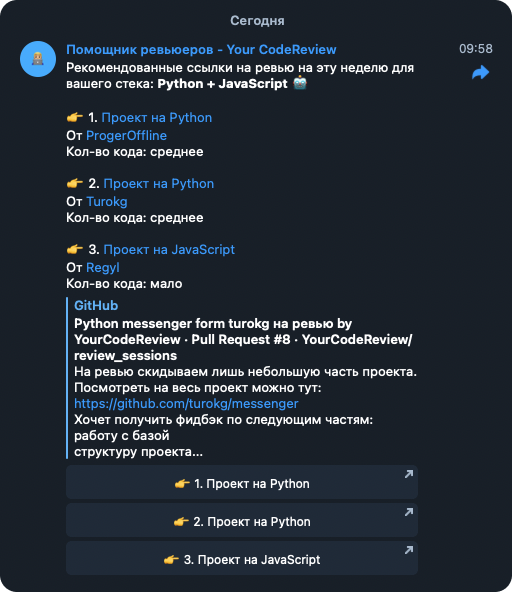 Сегодня
Помощник ревьюеров - Your CodeReview
09:58
Рекомендованные ссылки на ревью на эту неделю для
вашего стека: Python + JavaScript 🤖
👉 1. Проект на Python
От ProgerOffline
Кол-во кода: среднее
👉 2. Проект на Python
От Turokg
Кол-во кода: среднее
👉 3. Проект на JavaScript
От Regyl
Кол-во кода: мало
GitHub
Python messenger form turokg на ревью by
YourCodeReview · Pull Request #8 · YourCodeReview/
review_sessions
На ревью скидываем лишь небольшую часть проекта.
Посмотреть на весь проект можно тут:
https://github.com/turokg/messenger
Хочет получить фидбэк по следующим частям:
работу с базой
структуру проекта...
👉 1. Проект на Python
👉 2. Проект на Python
👉 3. Проект на JavaScript